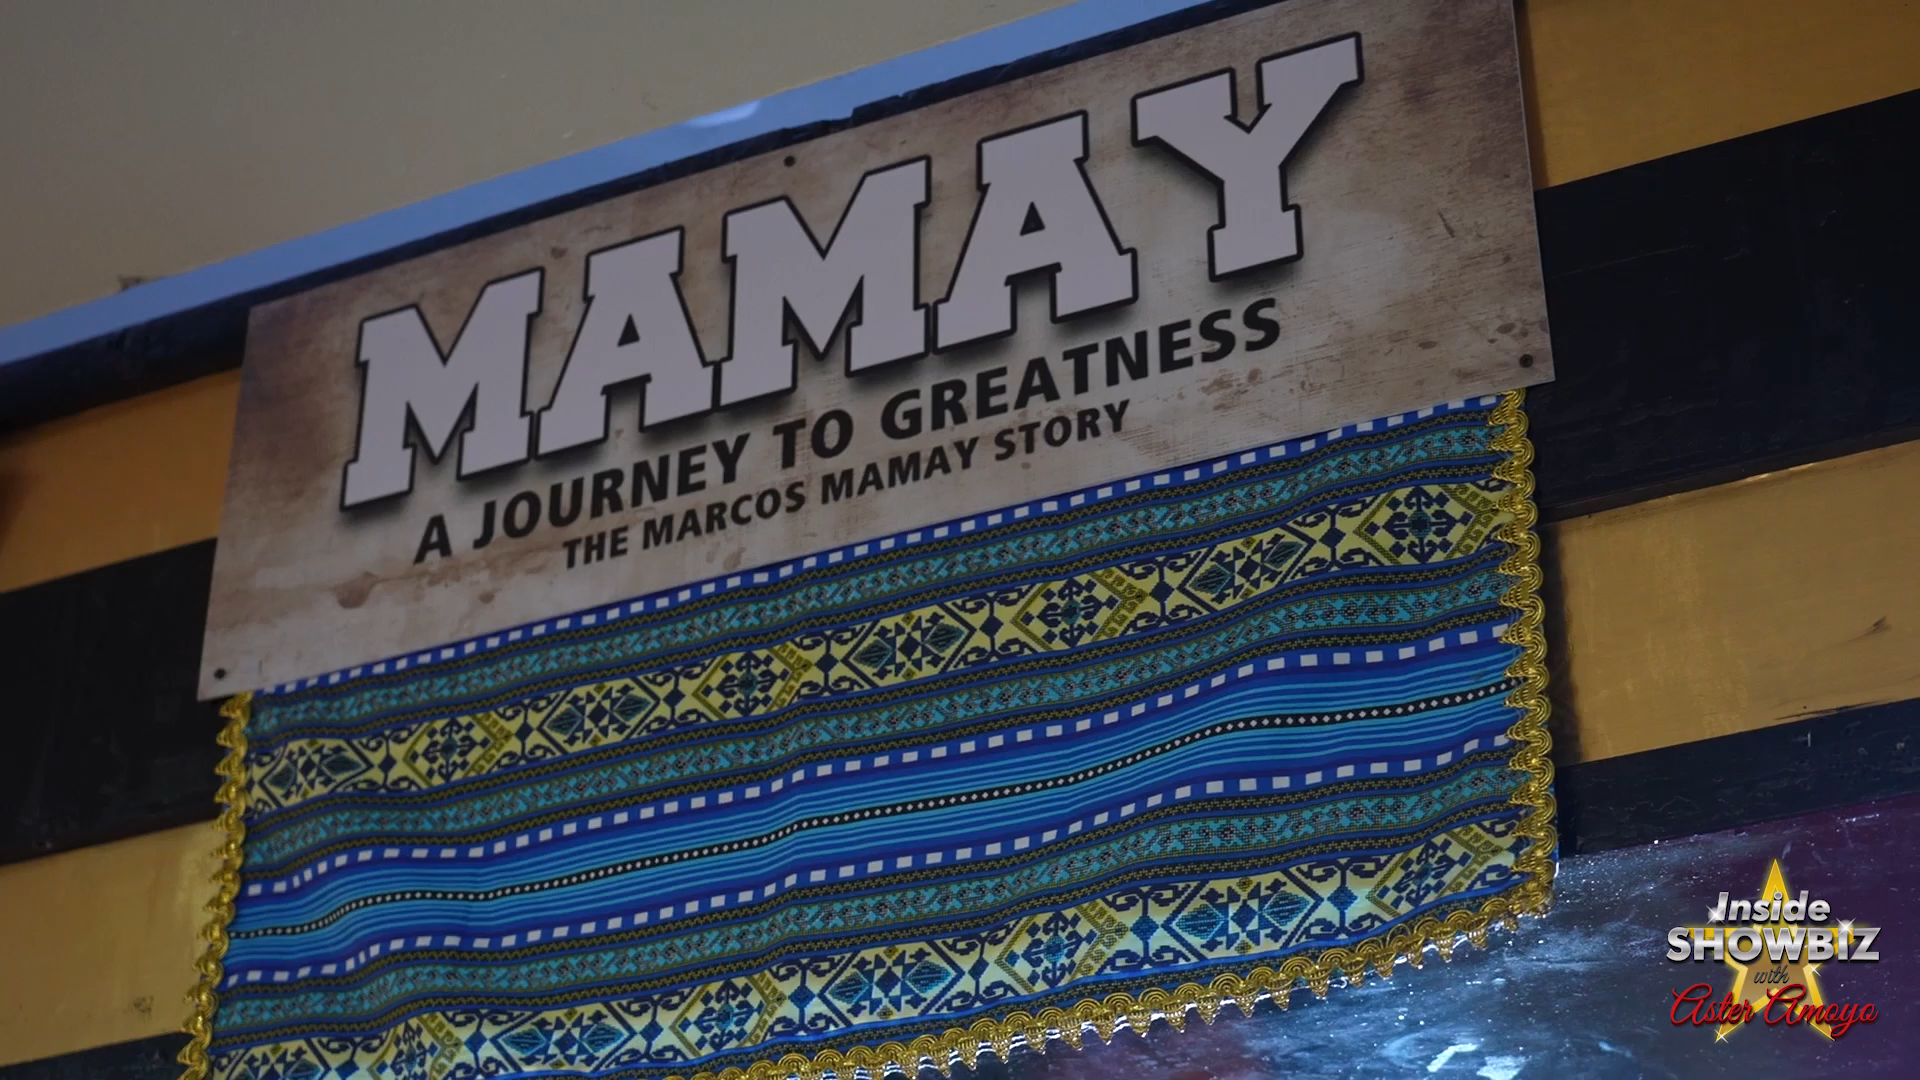 MAMAY
A JOURNEY TO GREATNESS
THE MARCOS MAMAY STORY
Inside
SHOWBIZ
with
Aster Amoyo